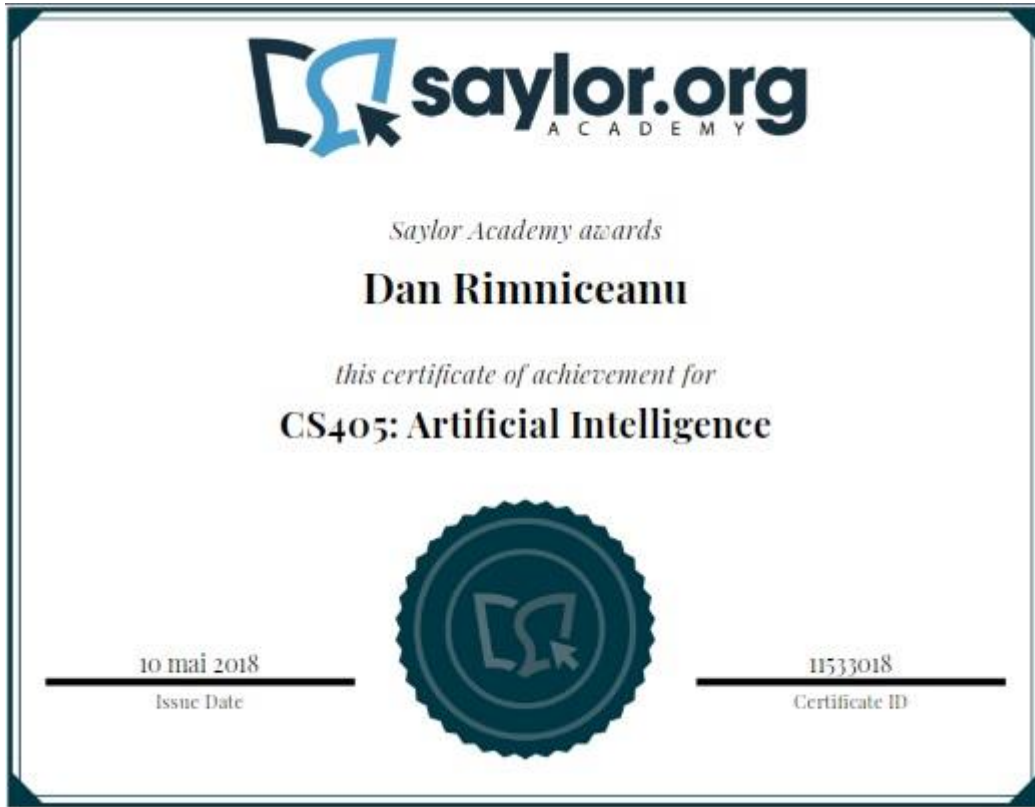 saylor.org
ACADEMY
Saylor Academy awards
Dan Rimniceanu
this certificate of achievement for
CS405: Artificial Intelligence
10 mai 2018
Issue Date
11533018
Certificate ID